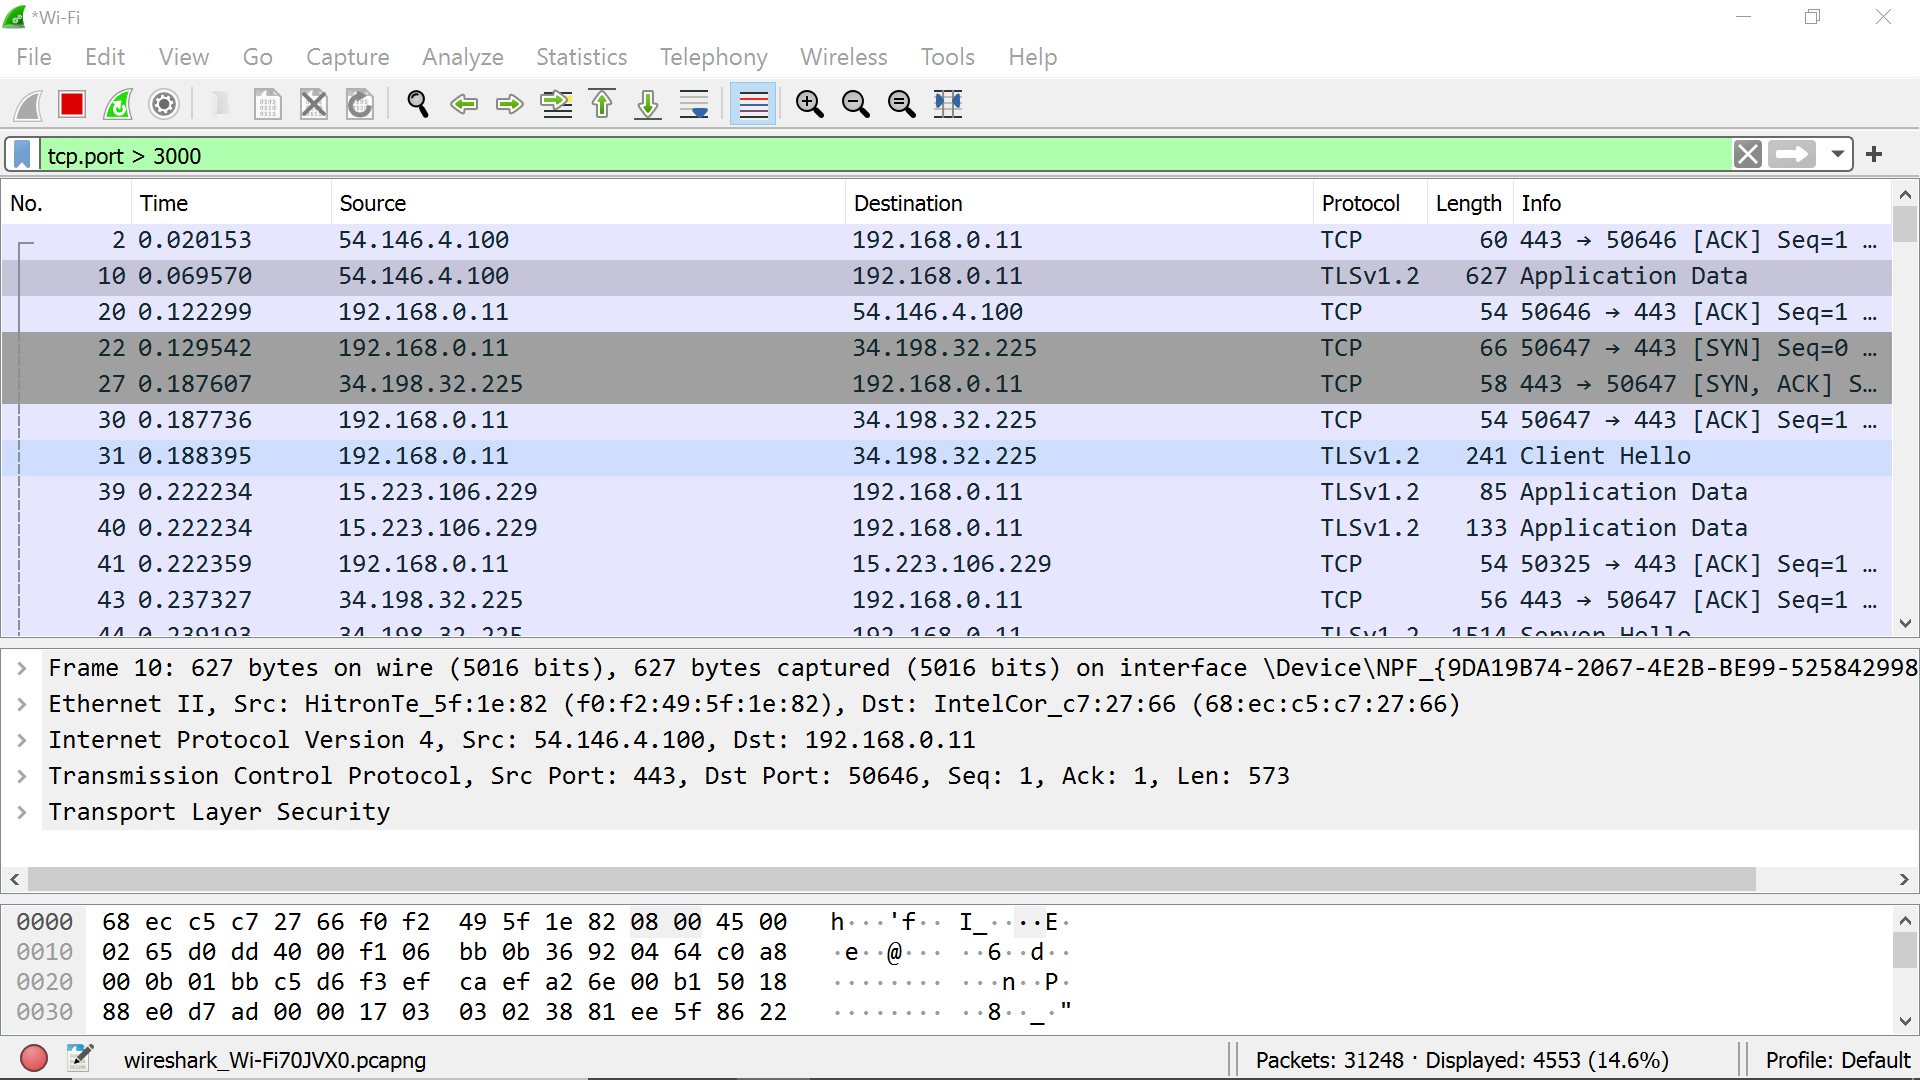 *Wi-Fi
File Edit View Go Capture Analyze Statistics Telephony Wireless Tools Help
tcp.port > 3000
No. Time Source Destination Protocol Length Info
2 0.020153 54.146.4.100 192.168.0.11 TCP 60 443 → 50646 [ACK] Seq=1 …
10 0.069570 54.146.4.100 192.168.0.11 TLSv1.2 627 Application Data
20 0.122299 192.168.0.11 54.146.4.100 TCP 54 50646 → 443 [ACK] Seq=1 …
22 0.129542 192.168.0.11 34.198.32.225 TCP 66 50647 → 443 [SYN] Seq=0 …
27 0.187607 34.198.32.225 192.168.0.11 TCP 58 443 → 50647 [SYN, ACK] S…
30 0.187736 192.168.0.11 34.198.32.225 TCP 54 50647 → 443 [ACK] Seq=1 …
31 0.188395 192.168.0.11 34.198.32.225 TLSv1.2 241 Client Hello
39 0.222234 15.223.106.229 192.168.0.11 TLSv1.2 85 Application Data
40 0.222234 15.223.106.229 192.168.0.11 TLSv1.2 133 Application Data
41 0.222359 192.168.0.11 15.223.106.229 TCP 54 50325 → 443 [ACK] Seq=1 …
43 0.237327 34.198.32.225 192.168.0.11 TCP 56 443 → 50647 [ACK] Seq=1 …
44 0.239193 34.198.32.225 192.168.0.11 TLSv1.2 1514 Server Hello
Frame 10: 627 bytes on wire (5016 bits), 627 bytes captured (5016 bits) on interface \Device\NPF_{9DA19B74-2067-4E2B-BE99-525842998
Ethernet II, Src: HitronTe_5f:1e:82 (f0:f2:49:5f:1e:82), Dst: IntelCor_c7:27:66 (68:ec:c5:c7:27:66)
Internet Protocol Version 4, Src: 54.146.4.100, Dst: 192.168.0.11
Transmission Control Protocol, Src Port: 443, Dst Port: 50646, Seq: 1, Ack: 1, Len: 573
Transport Layer Security
0000 68 ec c5 c7 27 66 f0 f2 49 5f 1e 82 08 00 45 00 h···'f·· I_····E·
0010 02 65 d0 dd 40 00 f1 06 bb 0b 36 92 04 64 c0 a8 ·e··@··· ··6··d··
0020 00 0b 01 bb c5 d6 f3 ef ca ef a2 6e 00 b1 50 18 ········ ···n··P·
0030 88 e0 d7 ad 00 00 17 03 03 02 38 81 ee 5f 86 22 ········ ··8··_·"
wireshark_Wi-Fi70JVX0.pcapng Packets: 31248 · Displayed: 4553 (14.6%) Profile: Default